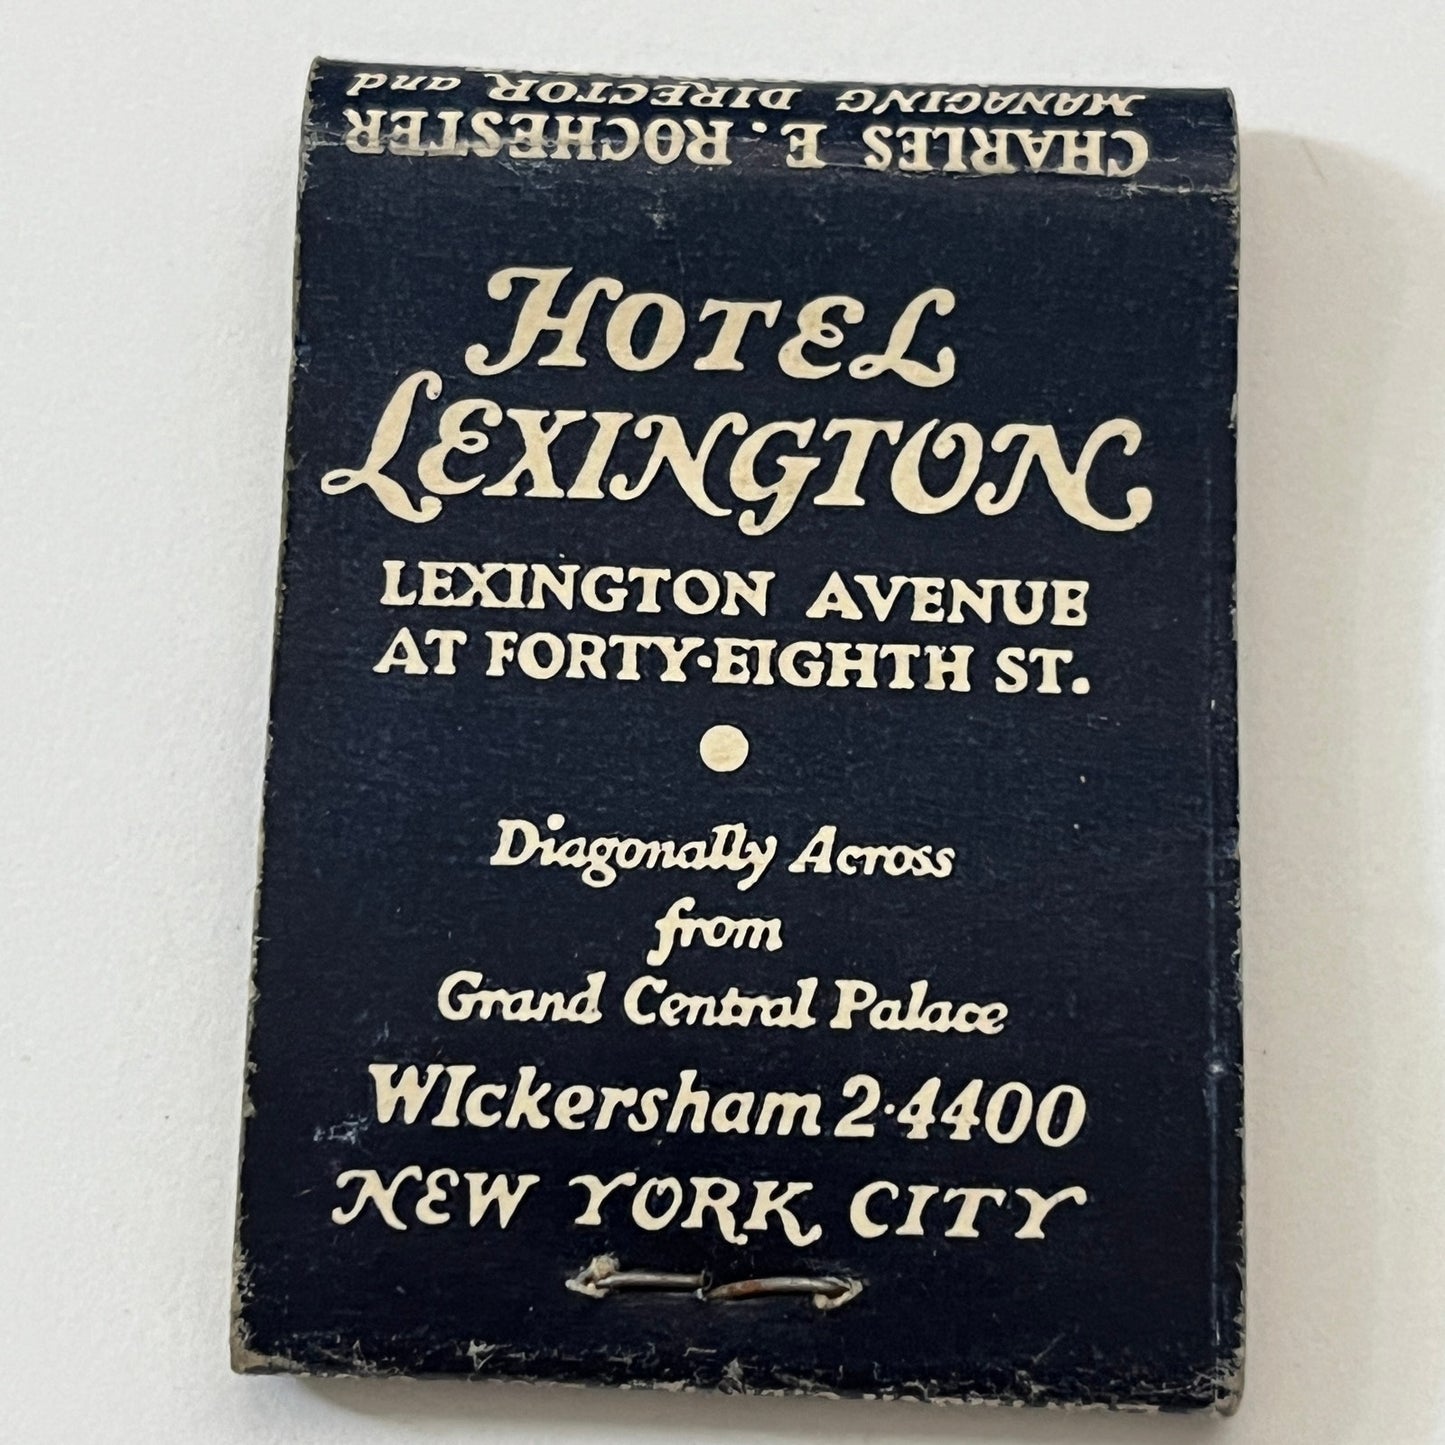 CHARLES E. ROCHESTER
MANAGING DIRECTOR and
HOTEL
LEXINGTON
LEXINGTON AVENUE
AT FORTY-EIGHTH ST.
Diagonally Across
from
Grand Central Palace
WIckersham 2-4400
NEW YORK CITY